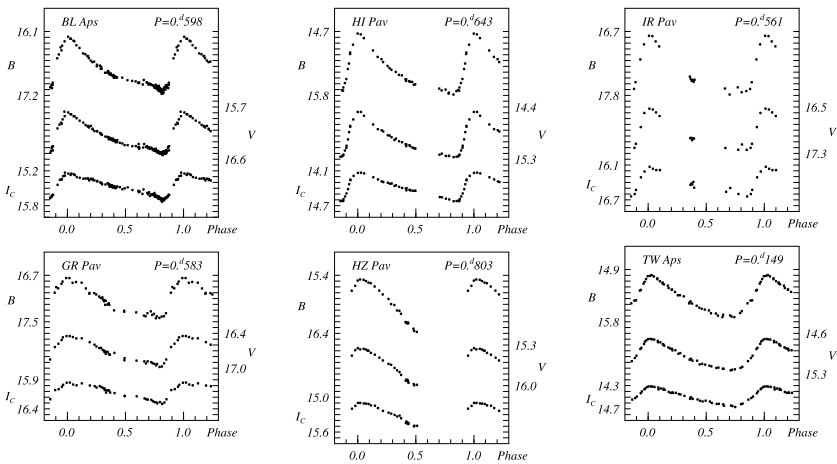 BL Aps P=0.ᵈ598
16.1
B
17.2
15.7
V
16.6
15.2
I_C
15.8
0.0 0.5 1.0 Phase
HI Pav P=0.ᵈ643
14.7
B
15.8
14.4
V
15.3
14.1
I_C
14.7
0.0 0.5 1.0 Phase
IR Pav P=0.ᵈ561
16.7
B
17.8
16.5
V
17.3
16.1
I_C
16.7
0.0 0.5 1.0 Phase
GR Pav P=0.ᵈ583
16.7
B
17.5
16.4
V
17.0
15.9
I_C
16.4
0.0 0.5 1.0 Phase
HZ Pav P=0.ᵈ803
15.4
B
16.4
15.3
V
16.0
15.0
I_C
15.6
0.0 0.5 1.0 Phase
TW Aps P=0.ᵈ149
14.9
B
15.8
14.6
V
15.3
14.3
I_C
14.7
0.0 0.5 1.0 Phase